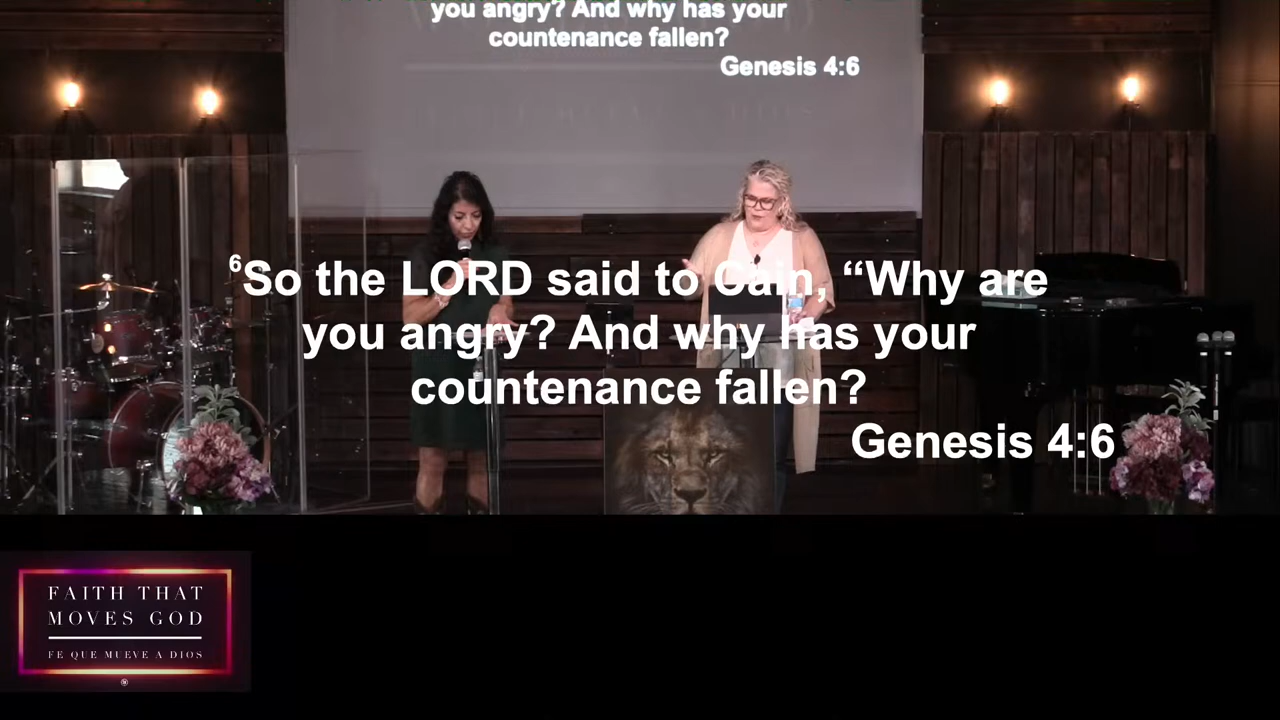 you angry? And why has your
countenance fallen?
Genesis 4:6
⁶So the LORD said to Cain, “Why are
you angry? And why has your
countenance fallen?
Genesis 4:6
FAITH THAT
MOVES GOD
FE QUE MUEVE A DIOS